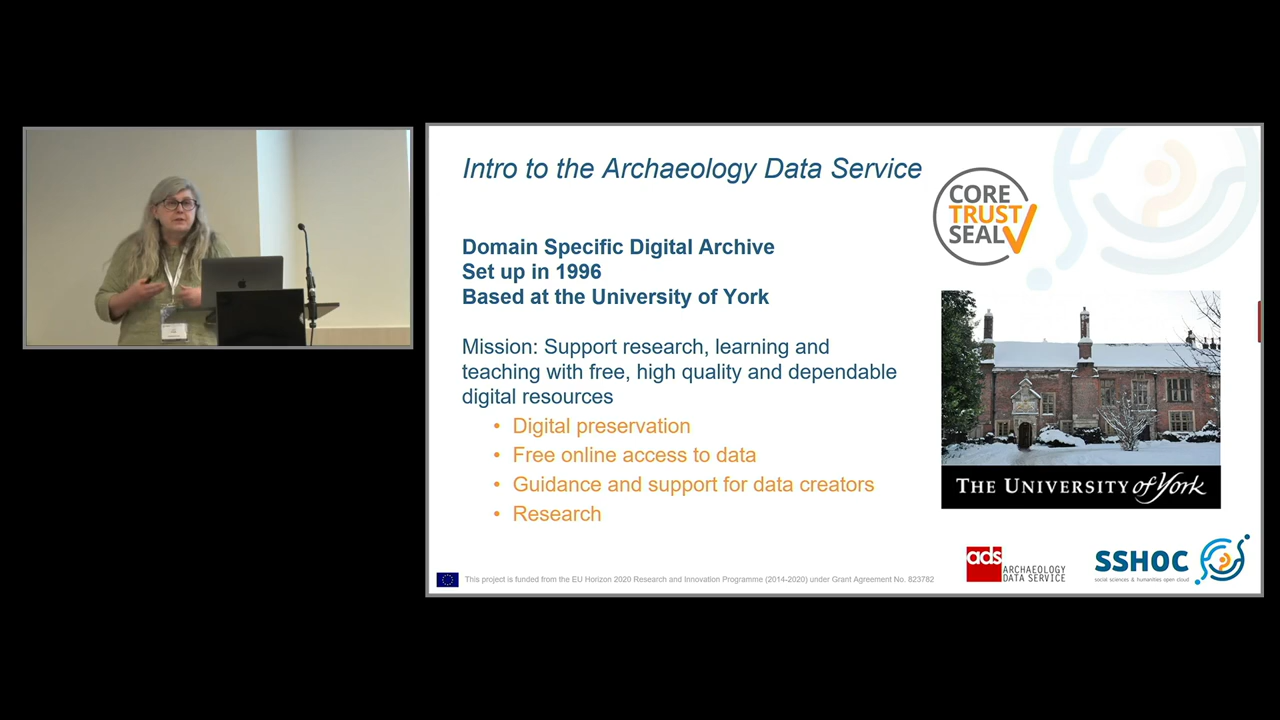 Intro to the Archaeology Data Service
CORE
TRUST
SEAL
Domain Specific Digital Archive
Set up in 1996
Based at the University of York
Mission: Support research, learning and
teaching with free, high quality and dependable
digital resources
• Digital preservation
• Free online access to data
• Guidance and support for data creators
• Research
THE UNIVERSITY of York
This project is funded from the EU Horizon 2020 Research and Innovation Programme (2014-2020) under Grant Agreement No. 823782
ads
ARCHAEOLOGY
DATA SERVICE
SSHOC
social sciences & humanities open cloud